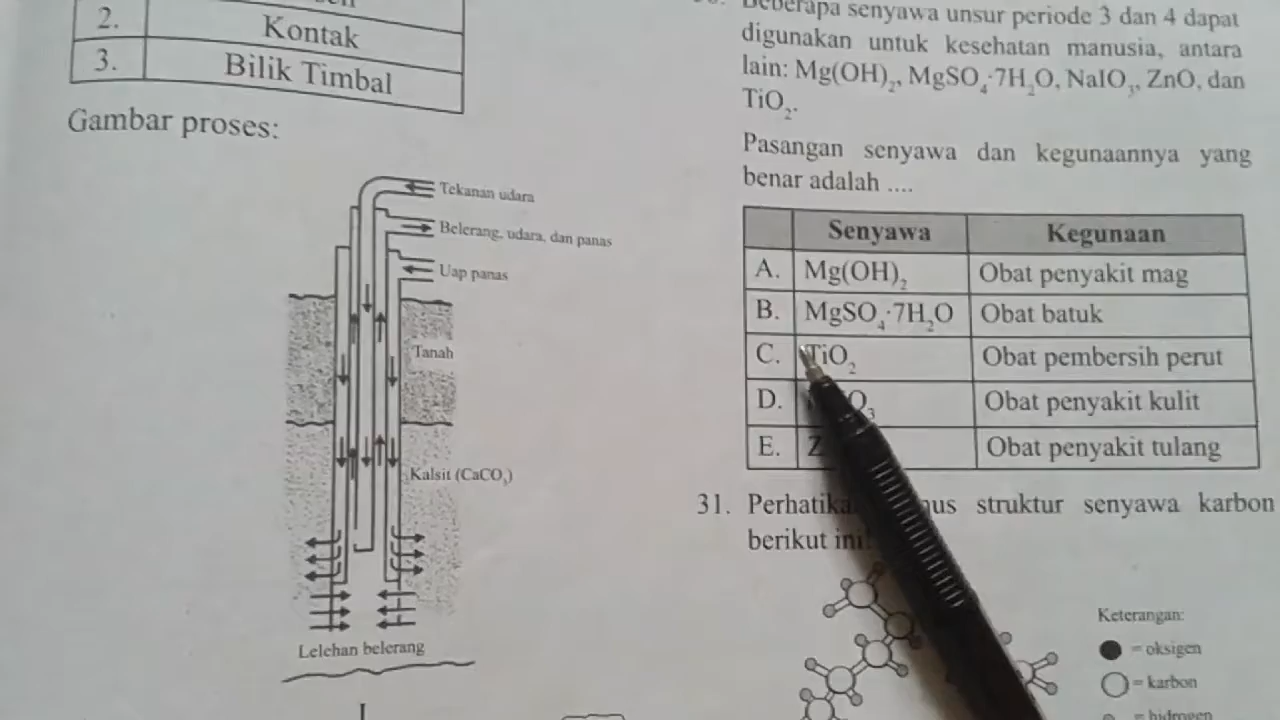 2. Kontak
3. Bilik Timbal
Gambar proses:
Tekanan udara
Belerang, udara, dan panas
Uap panas
Tanah
Kalsit (CaCO₃)
Lelehan belerang
Beberapa senyawa unsur periode 3 dan 4 dapat
digunakan untuk kesehatan manusia, antara
lain: Mg(OH)₂, MgSO₄·7H₂O, NaIO₃, ZnO, dan
TiO₂.
Pasangan senyawa dan kegunaannya yang
benar adalah ....
Senyawa Kegunaan
A. Mg(OH)₂ Obat penyakit mag
B. MgSO₄·7H₂O Obat batuk
C. TiO₂ Obat pembersih perut
D. O₃ Obat penyakit kulit
E. Z Obat penyakit tulang
31. struktur senyawa karbon
berikut ini
Keterangan:
= oksigen
= karbon
= hidrogen